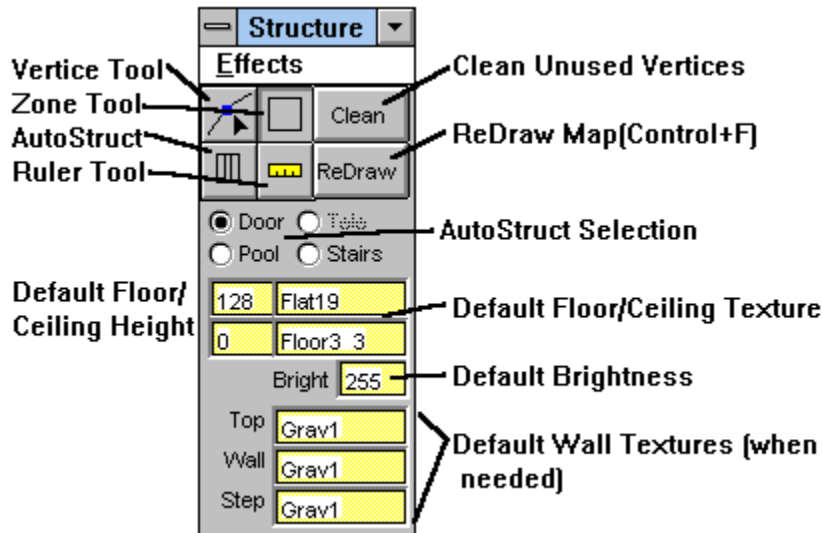 Structure
Effects
Vertice Tool
Zone Tool
AutoStruct
Ruler Tool
Clean
ReDraw
Clean Unused Vertices
ReDraw Map(Control+F)
Door
Tele
Pool
Stairs
AutoStruct Selection
Default Floor/
Ceiling Height
128
Flat19
0
Floor3_3
Default Floor/Ceiling Texture
Bright
255
Default Brightness
Top
Grav1
Wall
Grav1
Step
Grav1
Default Wall Textures (when
needed)